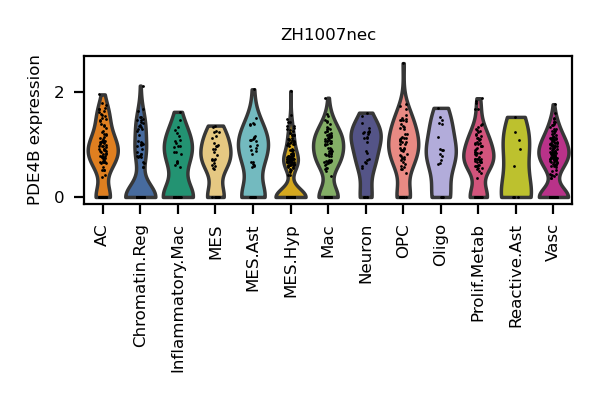 ZH1007nec
PDE4B expression
2
0
AC
Chromatin.Reg
Inflammatory.Mac
MES
MES.Ast
MES.Hyp
Mac
Neuron
OPC
Oligo
Prolif.Metab
Reactive.Ast
Vasc